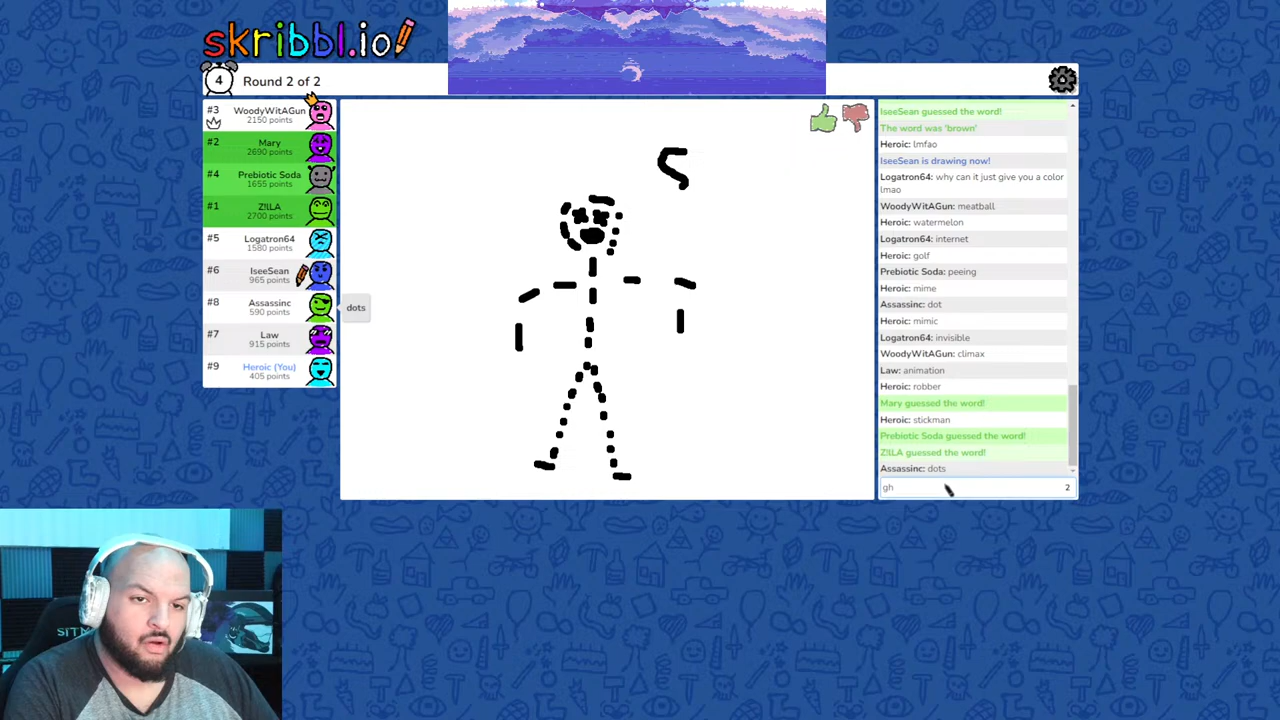 skribbl.io
4
Round 2 of 2
#3
WoodyWitAGun
2150 points
#2
Mary
2690 points
#4
Prebiotic Soda
1655 points
#1
Z!lLA
2700 points
#5
Logatron64
1580 points
#6
IseeSean
965 points
#8
Assassinc
590 points
#7
Law
915 points
#9
Heroic (You)
405 points
dots
IseeSean guessed the word!
The word was 'brown'
Heroic: lmfao
IseeSean is drawing now!
Logatron64: why can it just give you a color
lmao
WoodyWitAGun: meatball
Heroic: watermelon
Logatron64: internet
Heroic: golf
Prebiotic Soda: peeing
Heroic: mime
Assassinc: dot
Heroic: mimic
Logatron64: invisible
WoodyWitAGun: climax
Law: animation
Heroic: robber
Mary guessed the word!
Heroic: stickman
Prebiotic Soda guessed the word!
Z!lLA guessed the word!
Assassinc: dots
gh
2